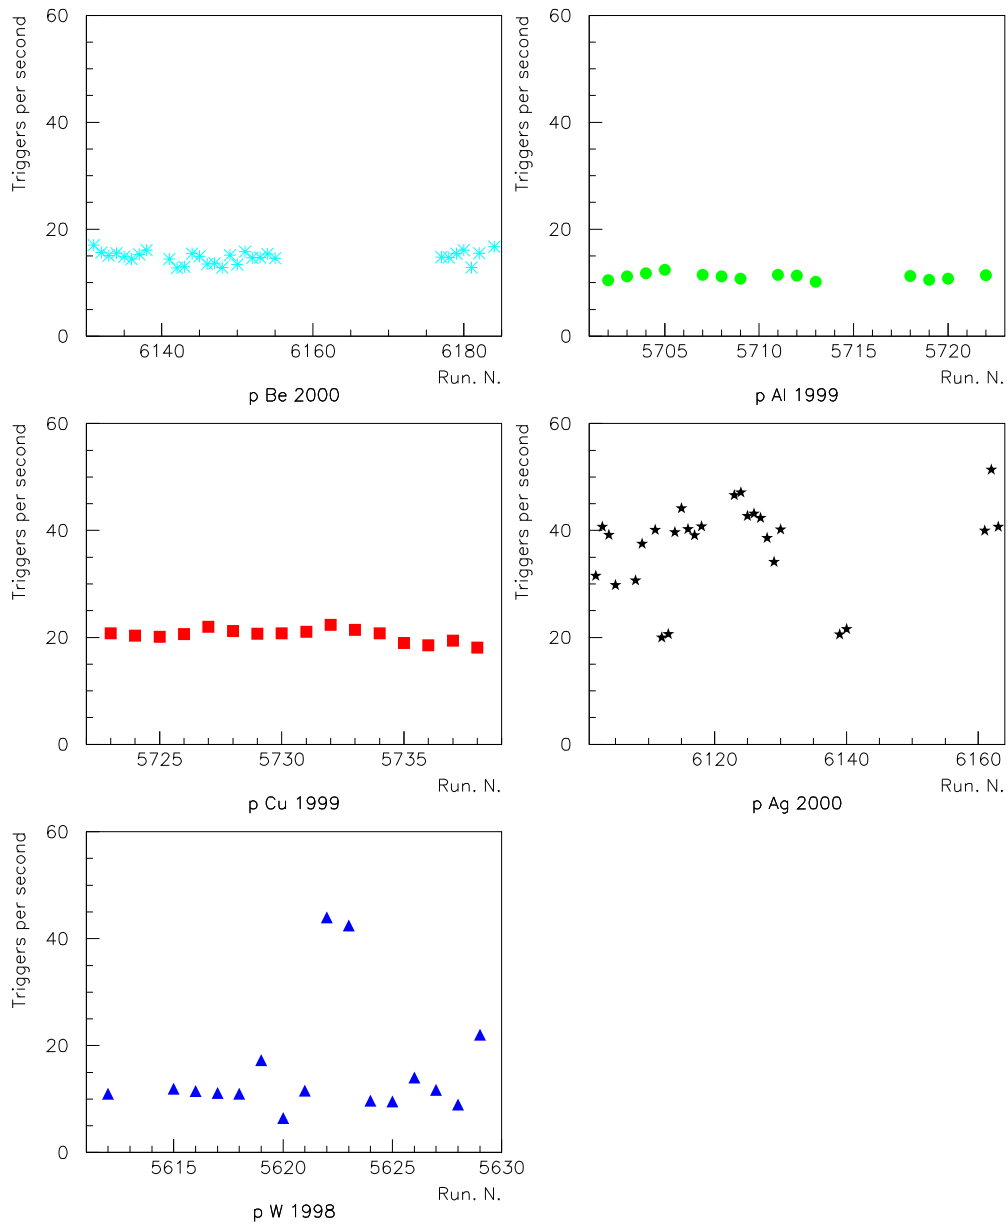 Triggers per second
60
40
20
0
6140 6160 6180
Run. N.
p Be 2000
Triggers per second
60
40
20
0
5705 5710 5715 5720
Run. N.
p Al 1999
Triggers per second
60
40
20
0
5725 5730 5735
Run. N.
p Cu 1999
Triggers per second
60
40
20
0
6120 6140 6160
Run. N.
p Ag 2000
Triggers per second
60
40
20
0
5615 5620 5625 5630
Run. N.
p W 1998